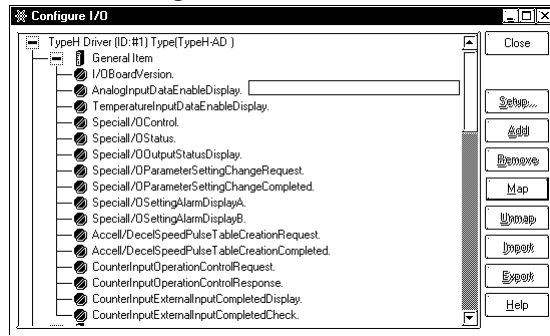 Configure I/O
TypeH Driver (ID:#1) Type(TypeH-AD )
General Item
I/OBoardVersion.
AnalogInputDataEnableDisplay.
TemperatureInputDataEnableDisplay.
SpecialI/OControl.
SpecialI/OStatus.
SpecialI/OOutputStatusDisplay.
SpecialI/OParameterSettingChangeRequest.
SpecialI/OParameterSettingChangeCompleted.
SpecialI/OSettingAlarmDisplayA.
SpecialI/OSettingAlarmDisplayB.
Accell/DecelSpeedPulseTableCreationRequest.
Accell/DecelSpeedPulseTableCreationCompleted.
CounterInputOperationControlRequest.
CounterInputOperationControlResponse.
CounterInputExternalInputCompletedDisplay.
CounterInputExternalInputCompletedCheck.
Close
Setup...
Add
Remove
Map
Unmap
Import
Export
Help